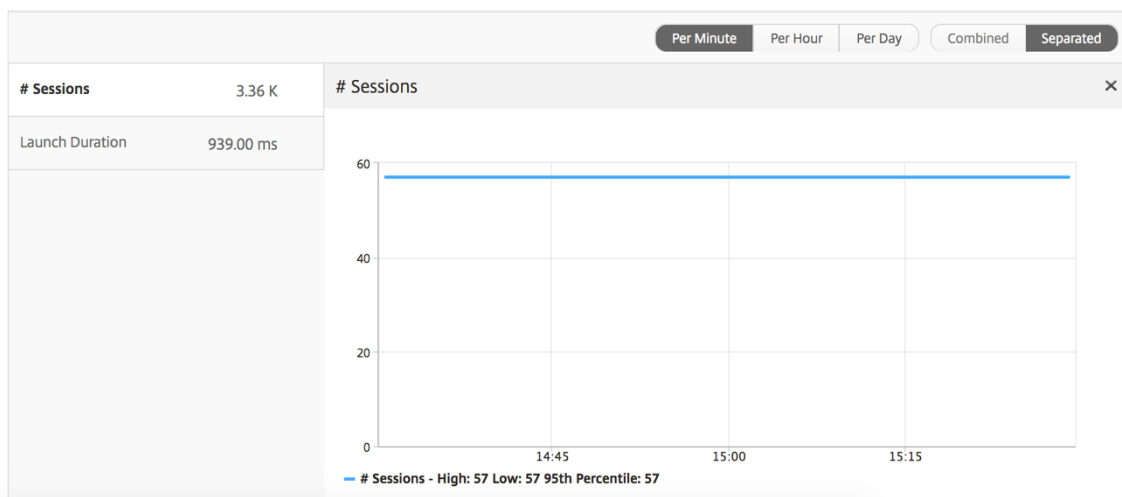 Per Minute Per Hour Per Day Combined Separated
# Sessions 3.36 K
Launch Duration 939.00 ms
# Sessions ×
60
40
20
0
14:45 15:00 15:15
# Sessions - High: 57 Low: 57 95th Percentile: 57